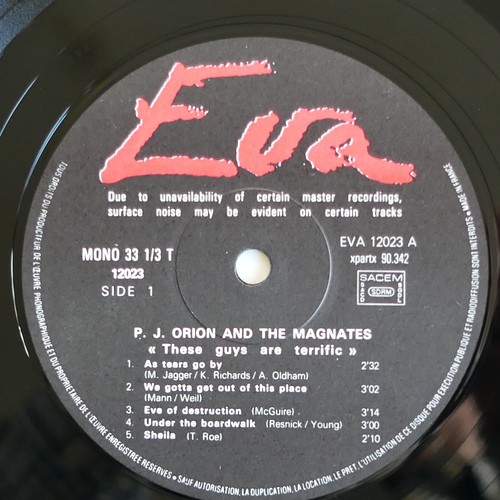 Eva
Due to unavailability of certain master recordings,
surface noise may be evident on certain tracks
MONO 33 1/3 T
12023
SIDE 1
EVA 12023 A
xpartx 90.342
SACEM
SDRM
P. J. ORION AND THE MAGNATES
« These guys are terrific »
1. As tears go by 2'32
(M. Jagger / K. Richards / A. Oldham)
2. We gotta get out of this place 3'02
(Mann / Weil)
3. Eve of destruction (McGuire) 3'14
4. Under the boardwalk (Resnick / Young) 3'00
5. Sheila (T. Roe) 2'10
TOUS DROITS DU PRODUCTEUR DE L'ŒUVRE PHONOGRAPHIQUE ET DU PROPRIETAIRE DE L'ŒUVRE ENREGISTREE RESERVES • SAUF AUTORISATION, LA DUPLICATION, LA LOCATION, LE PRET, L'UTILISATION DE CE DISQUE POUR EXECUTION PUBLIQUE ET RADIODIFFUSION SONT INTERDITES • MADE IN FRANCE